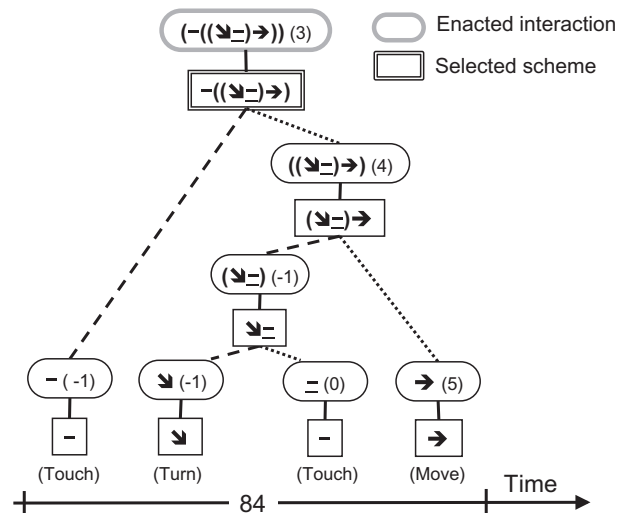 (−((➘=)➔)) (3)
Enacted interaction
−((➘=)➔)
Selected scheme
((➘=)➔) (4)
(➘=)➔
(➘=) (-1)
➘=
− (-1)
➘ (-1)
= (0)
➔ (5)
−
➘
−
➔
(Touch)
(Turn)
(Touch)
(Move)
84
Time